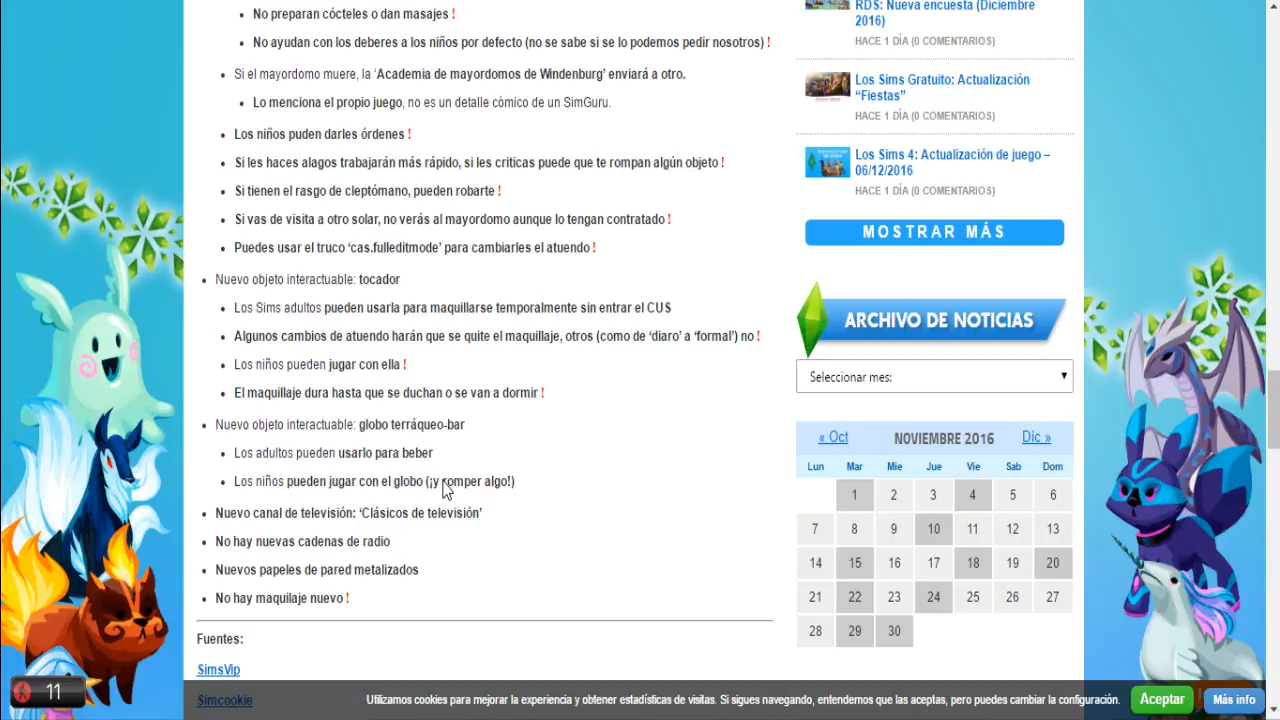 No preparan cócteles o dan masajes !
No ayudan con los deberes a los niños por defecto (no se sabe si se lo podemos pedir nosotros) !
Si el mayordomo muere, la ‘Academia de mayordomos de Windenburg’ enviará a otro.
Lo menciona el propio juego, no es un detalle cómico de un SimGuru.
Los niños puden darles órdenes !
Si les haces alagos trabajarán más rápido, si les criticas puede que te rompan algún objeto !
Si tienen el rasgo de cleptómano, pueden robarte !
Si vas de visita a otro solar, no verás al mayordomo aunque lo tengan contratado !
Puedes usar el truco ‘cas.fulleditmode’ para cambiarles el atuendo !
Nuevo objeto interactuable: tocador
Los Sims adultos pueden usarla para maquillarse temporalmente sin entrar el CUS
Algunos cambios de atuendo harán que se quite el maquillaje, otros (como de ‘diaro’ a ‘formal’) no !
Los niños pueden jugar con ella !
El maquillaje dura hasta que se duchan o se van a dormir !
Nuevo objeto interactuable: globo terráqueo-bar
Los adultos pueden usarlo para beber
Los niños pueden jugar con el globo (¡y romper algo!)
Nuevo canal de televisión: ‘Clásicos de televisión’
No hay nuevas cadenas de radio
Nuevos papeles de pared metalizados
No hay maquilaje nuevo !
Fuentes:
SimsVip
Simcookie
RDS: Nueva encuesta (Diciembre
2016)
HACE 1 DÍA (0 COMENTARIOS)
Los Sims Gratuito: Actualización
“Fiestas”
HACE 1 DÍA (0 COMENTARIOS)
Los Sims 4: Actualización de juego –
06/12/2016
HACE 1 DÍA (0 COMENTARIOS)
MOSTRAR MÁS
ARCHIVO DE NOTICIAS
Seleccionar mes:
« Oct NOVIEMBRE 2016 Dic »
Lun Mar Mie Jue Vie Sab Dom
1 2 3 4 5 6
7 8 9 10 11 12 13
14 15 16 17 18 19 20
21 22 23 24 25 26 27
28 29 30
11
Utilizamos cookies para mejorar la experiencia y obtener estadísticas de visitas. Si sigues navegando, entendemos que las aceptas, pero puedes cambiar la configuración. Aceptar Más info